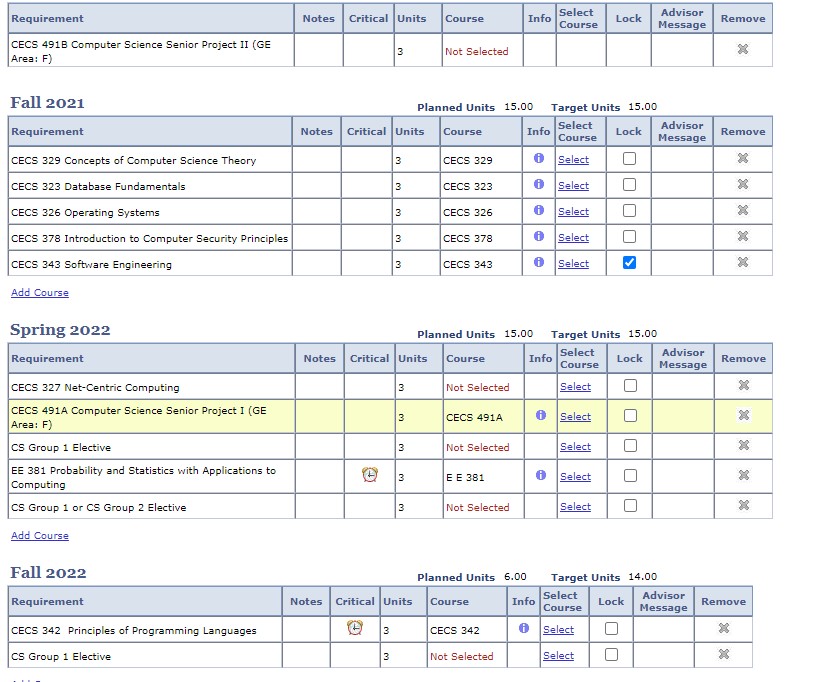 Requirement Notes Critical Units Course Info Select Course Lock Advisor Message Remove
CECS 491B Computer Science Senior Project II (GE
Area: F) 3 Not Selected
Fall 2021 Planned Units 15.00 Target Units 15.00
Requirement Notes Critical Units Course Info Select Course Lock Advisor Message Remove
CECS 329 Concepts of Computer Science Theory 3 CECS 329 Select
CECS 323 Database Fundamentals 3 CECS 323 Select
CECS 326 Operating Systems 3 CECS 326 Select
CECS 378 Introduction to Computer Security Principles 3 CECS 378 Select
CECS 343 Software Engineering 3 CECS 343 Select
Add Course
Spring 2022 Planned Units 15.00 Target Units 15.00
Requirement Notes Critical Units Course Info Select Course Lock Advisor Message Remove
CECS 327 Net-Centric Computing 3 Not Selected Select
CECS 491A Computer Science Senior Project I (GE
Area: F) 3 CECS 491A Select
CS Group 1 Elective 3 Not Selected Select
EE 381 Probability and Statistics with Applications to
Computing 3 E E 381 Select
CS Group 1 or CS Group 2 Elective 3 Not Selected Select
Add Course
Fall 2022 Planned Units 6.00 Target Units 14.00
Requirement Notes Critical Units Course Info Select Course Lock Advisor Message Remove
CECS 342 Principles of Programming Languages 3 CECS 342 Select
CS Group 1 Elective 3 Not Selected Select